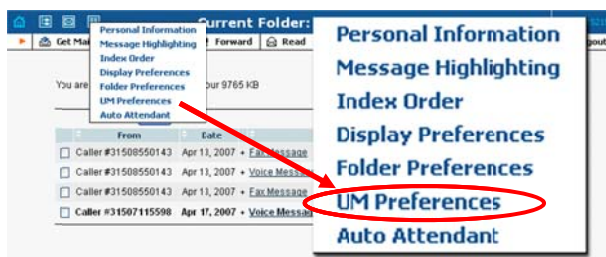 Current Folder:
Get Mai Forward Read gout
Personal Information
Message Highlighting
Index Order
Display Preferences
Folder Preferences
UM Preferences
Auto Attendant
You are our 9765 KB
From Date
Caller #31508550143 Apr 11, 2007 + Fax Message
Caller #31508550143 Apr 11, 2007 + Voice Messa
Caller #31508550143 Apr 11, 2007 + Fax Message
Caller #31507115598 Apr 1?, 2007 + Voice Messag
Personal Information
Message Highlighting
Index Order
Display Preferences
Folder Preferences
UM Preferences
Auto Attendant